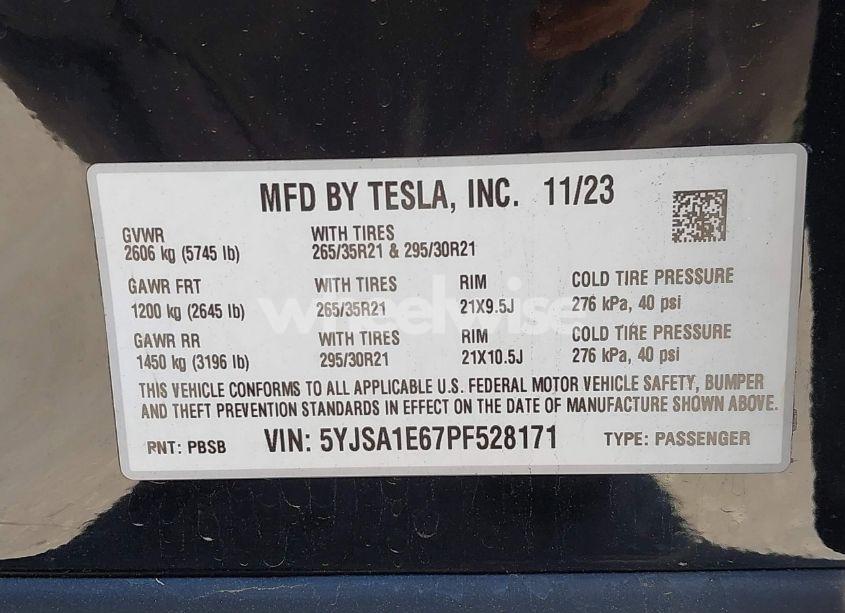 MFD BY TESLA, INC. 11/23
GVWR WITH TIRES
2606 kg (5745 lb) 265/35R21 & 295/30R21
GAWR FRT WITH TIRES RIM COLD TIRE PRESSURE
1200 kg (2645 lb) 265/35R21 21X9.5J 276 kPa, 40 psi
GAWR RR WITH TIRES RIM COLD TIRE PRESSURE
1450 kg (3196 lb) 295/30R21 21X10.5J 276 kPa, 40 psi
wheelwise
THIS VEHICLE CONFORMS TO ALL APPLICABLE U.S. FEDERAL MOTOR VEHICLE SAFETY, BUMPER
AND THEFT PREVENTION STANDARDS IN EFFECT ON THE DATE OF MANUFACTURE SHOWN ABOVE.
PNT: PBSB VIN: 5YJSA1E67PF528171 TYPE: PASSENGER